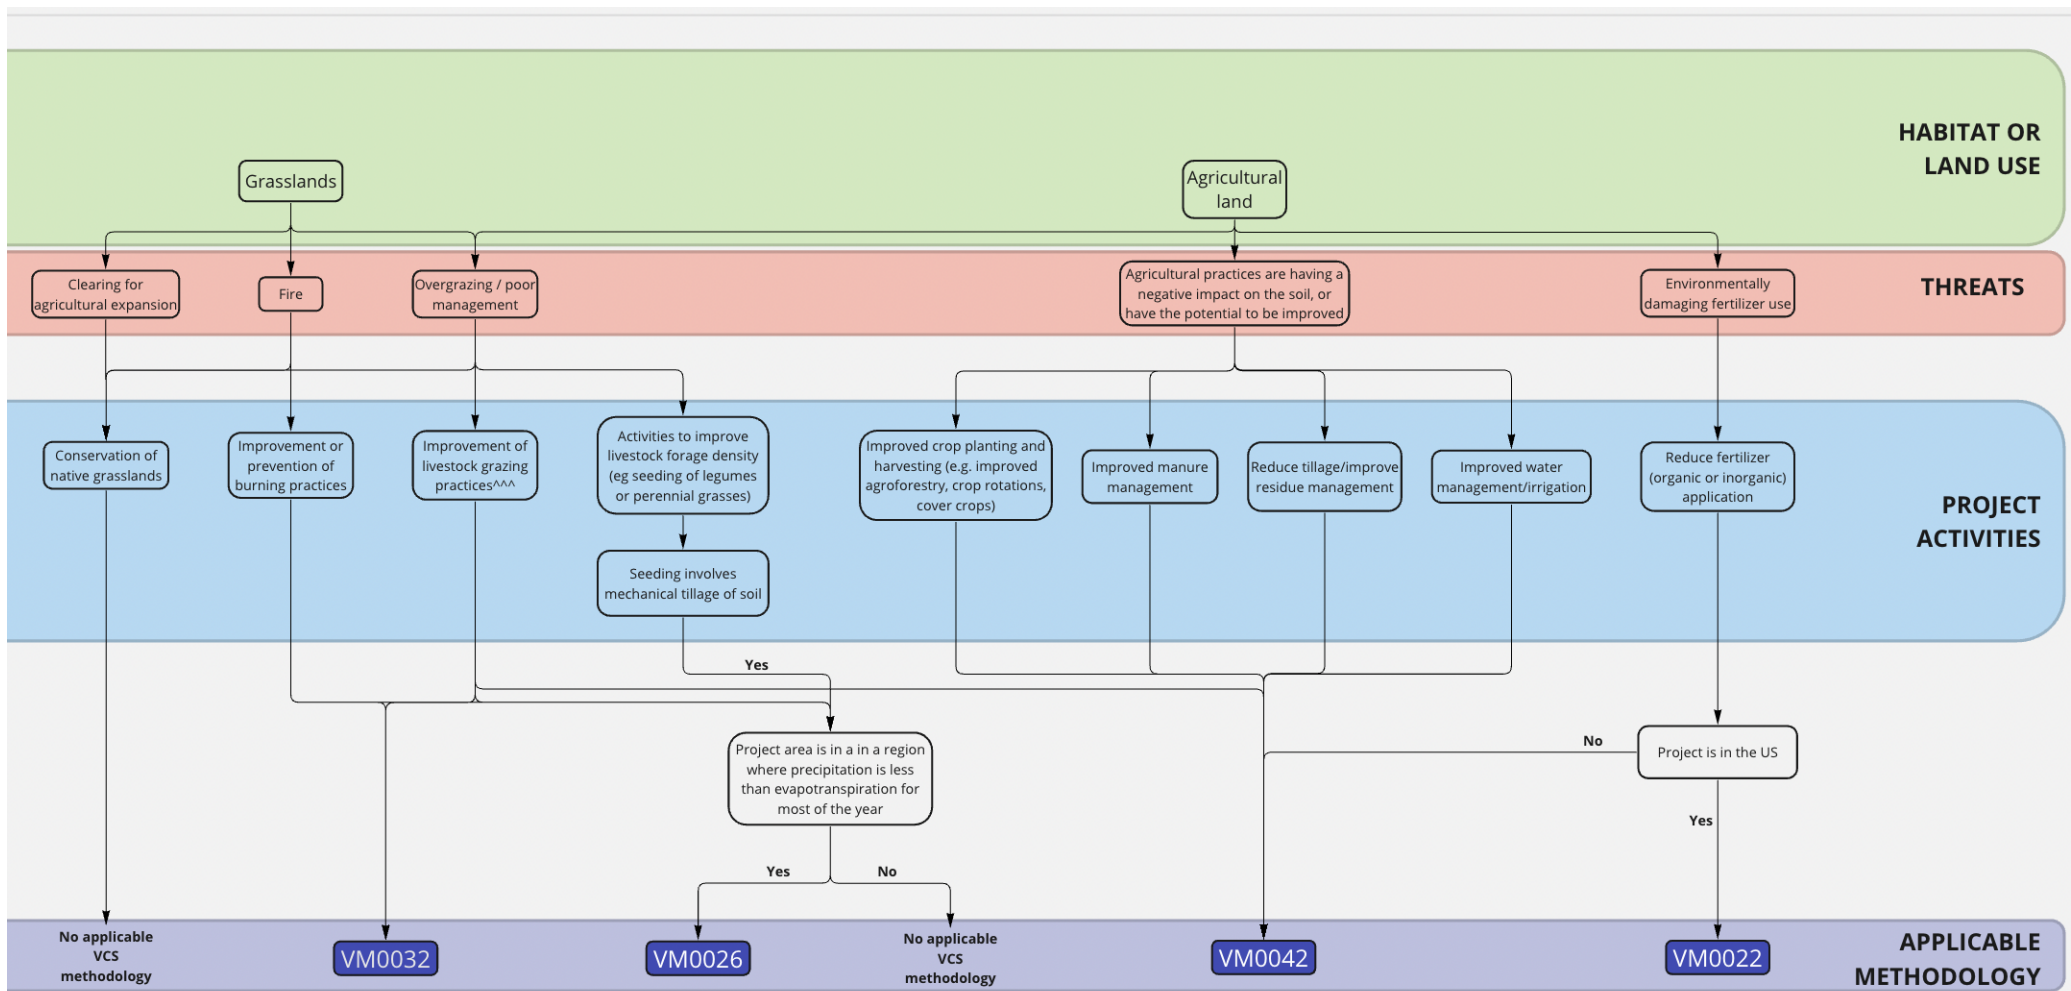 HABITAT OR
LAND USE
Grasslands
Agricultural
land
THREATS
Clearing for
agricultural expansion
Fire
Overgrazing / poor
management
Agricultural practices are having a
negative impact on the soil, or
have the potential to be improved
Environmentally
damaging fertilizer use
PROJECT
ACTIVITIES
Conservation of
native grasslands
Improvement or
prevention of
burning practices
Improvement of
livestock grazing
practices^^^
Activities to improve
livestock forage density
(eg seeding of legumes
or perennial grasses)
Improved crop planting and
harvesting (e.g. improved
agroforestry, crop rotations,
cover crops)
Improved manure
management
Reduce tillage/improve
residue management
Improved water
management/irrigation
Reduce fertilizer
(organic or inorganic)
application
Seeding involves
mechanical tillage of soil
Yes
Project area is in a in a region
where precipitation is less
than evapotranspiration for
most of the year
No
Project is in the US
Yes
Yes
No
No applicable
VCS
methodology
VM0032
VM0026
No applicable
VCS
methodology
VM0042
VM0022
APPLICABLE
METHODOLOGY